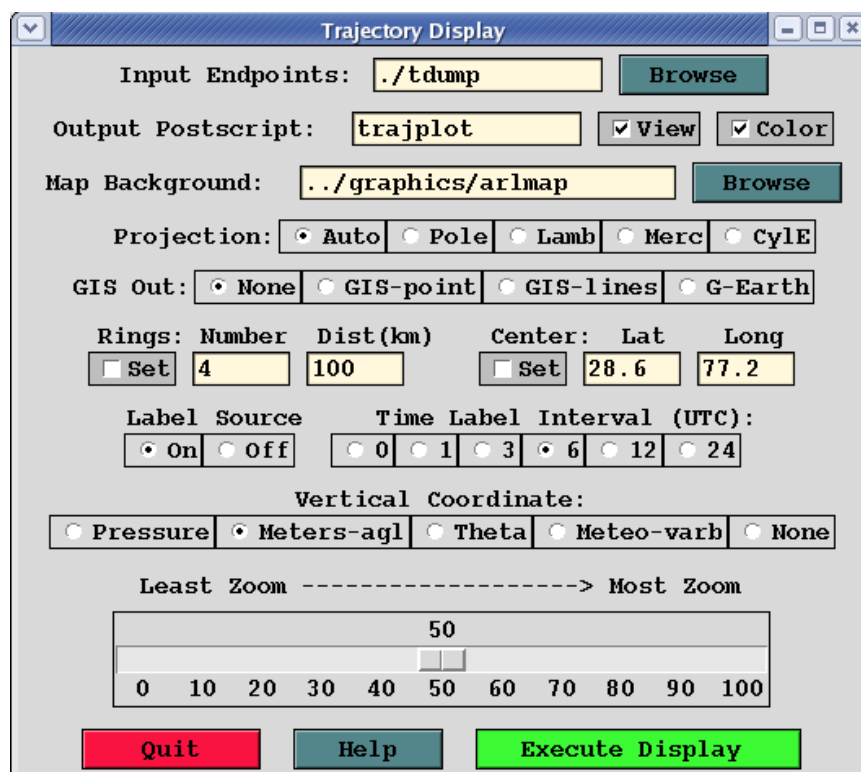 Trajectory Display
Input Endpoints: ./tdump Browse
Output Postscript: trajplot View Color
Map Background: ../graphics/arlmap Browse
Projection: Auto Pole Lamb Merc CylE
GIS Out: None GIS-point GIS-lines G-Earth
Rings: Number Dist(km) Center: Lat Long
Set 4 100 Set 28.6 77.2
Label Source Time Label Interval (UTC):
On Off 0 1 3 6 12 24
Vertical Coordinate:
Pressure Meters-agl Theta Meteo-varb None
Least Zoom -------------------> Most Zoom
50
0 10 20 30 40 50 60 70 80 90 100
Quit Help Execute Display